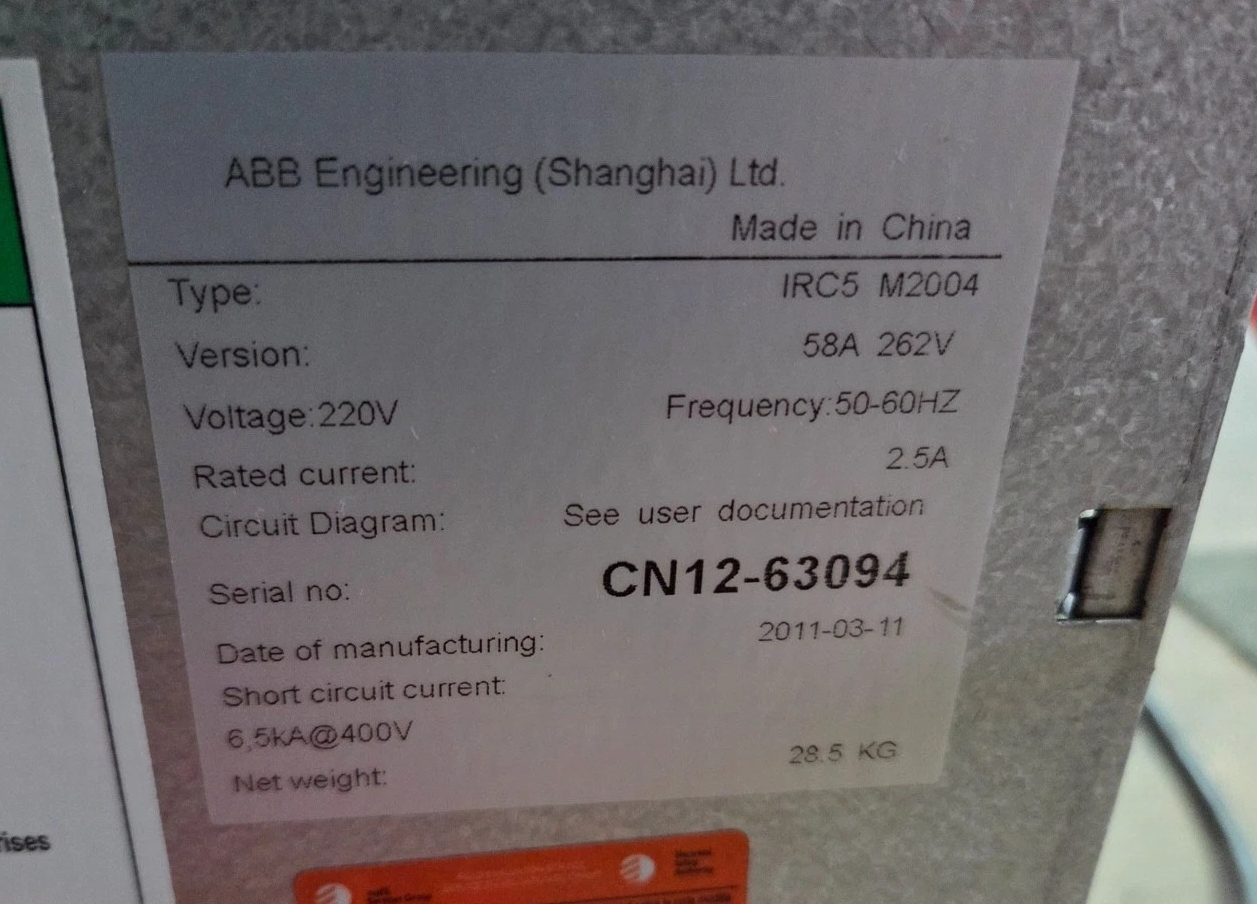 ABB Engineering (Shanghai) Ltd.
Made in China
Type: IRC5 M2004
Version: 58A 262V
Voltage:220V Frequency:50-60HZ
Rated current: 2.5A
Circuit Diagram: See user documentation
Serial no: CN12-63094
Date of manufacturing: 2011-03-11
Short circuit current:
6,5kA@400V
Net weight: 28.5 KG